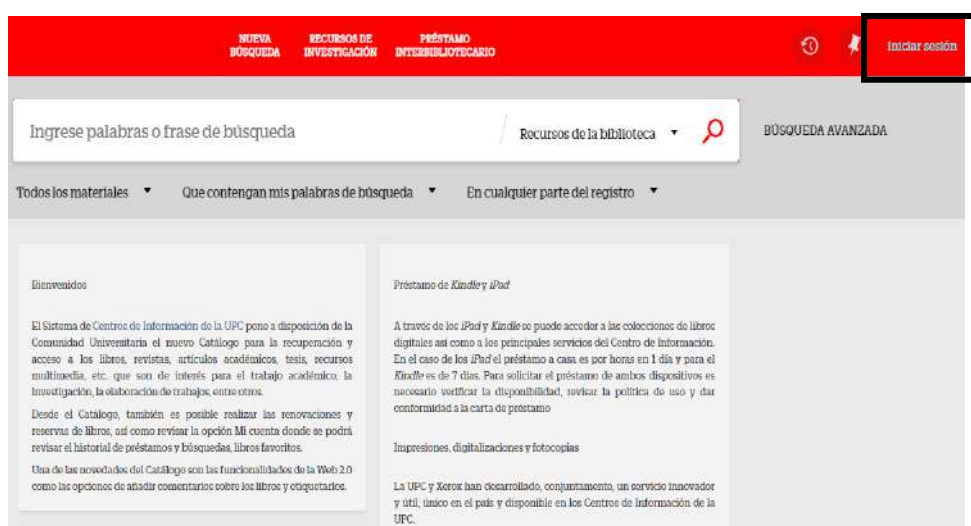 NUEVA
BÚSQUEDA
RECURSOS DE
INVESTIGACIÓN
PRÉSTAMO
INTERBIBLIOTECARIO
Iniciar sesión
Ingrese palabras o frase de búsqueda
Recursos de la biblioteca
BÚSQUEDA AVANZADA
Todos los materiales
Que contengan mis palabras de búsqueda
En cualquier parte del registro
Bienvenidos
El Sistema de Centros de Información de la UPC pone a disposición de la
Comunidad Universitaria el nuevo Catálogo para la recuperación y
acceso a los libros, revistas, artículos académicos, tesis, recursos
multimedia, etc. que son de interés para el trabajo académico, la
investigación, la elaboración de trabajos, entre otros.
Desde el Catálogo, también es posible realizar las renovaciones y
reservas de libros, así como revisar la opción Mi cuenta donde se podrá
revisar el historial de préstamos y búsquedas, libros favoritos.
Una de las novedades del Catálogo son las funcionalidades de la Web 2.0
como las opciones de añadir comentarios sobre los libros y etiquetarlos.
Préstamo de Kindle y iPad
A través de los iPad y Kindle se puede acceder a las colecciones de libros
digitales así como a los principales servicios del Centro de Información.
En el caso de los iPad el préstamo a casa es por horas en 1 día y para el
Kindle es de 7 días. Para solicitar el préstamo de ambos dispositivos es
necesario verificar la disponibilidad, revisar la política de uso y dar
conformidad a la carta de préstamo
Impresiones, digitalizaciones y fotocopias
La UPC y Xerox han desarrollado, conjuntamente, un servicio innovador
y útil, único en el país y disponible en los Centros de Información de la
UPC.